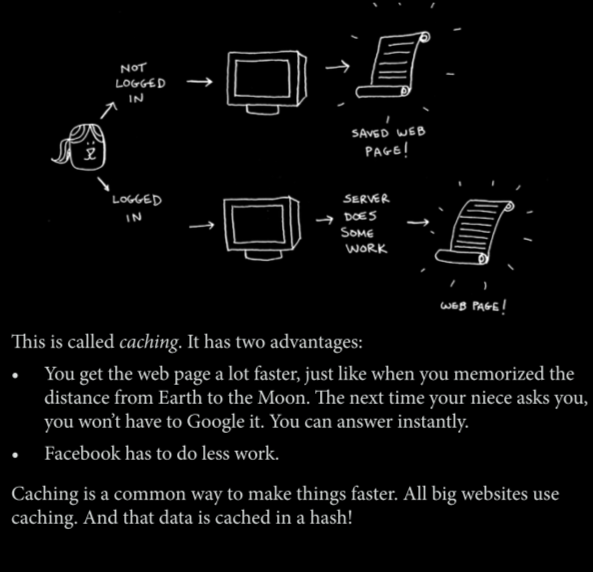 NOT
LOGGED
IN
SAVED WEB
PAGE!
LOGGED
IN
SERVER
DOES
SOME
WORK
WEB PAGE!
This is called caching. It has two advantages:
• You get the web page a lot faster, just like when you memorized the
distance from Earth to the Moon. The next time your niece asks you,
you won’t have to Google it. You can answer instantly.
• Facebook has to do less work.
Caching is a common way to make things faster. All big websites use
caching. And that data is cached in a hash!